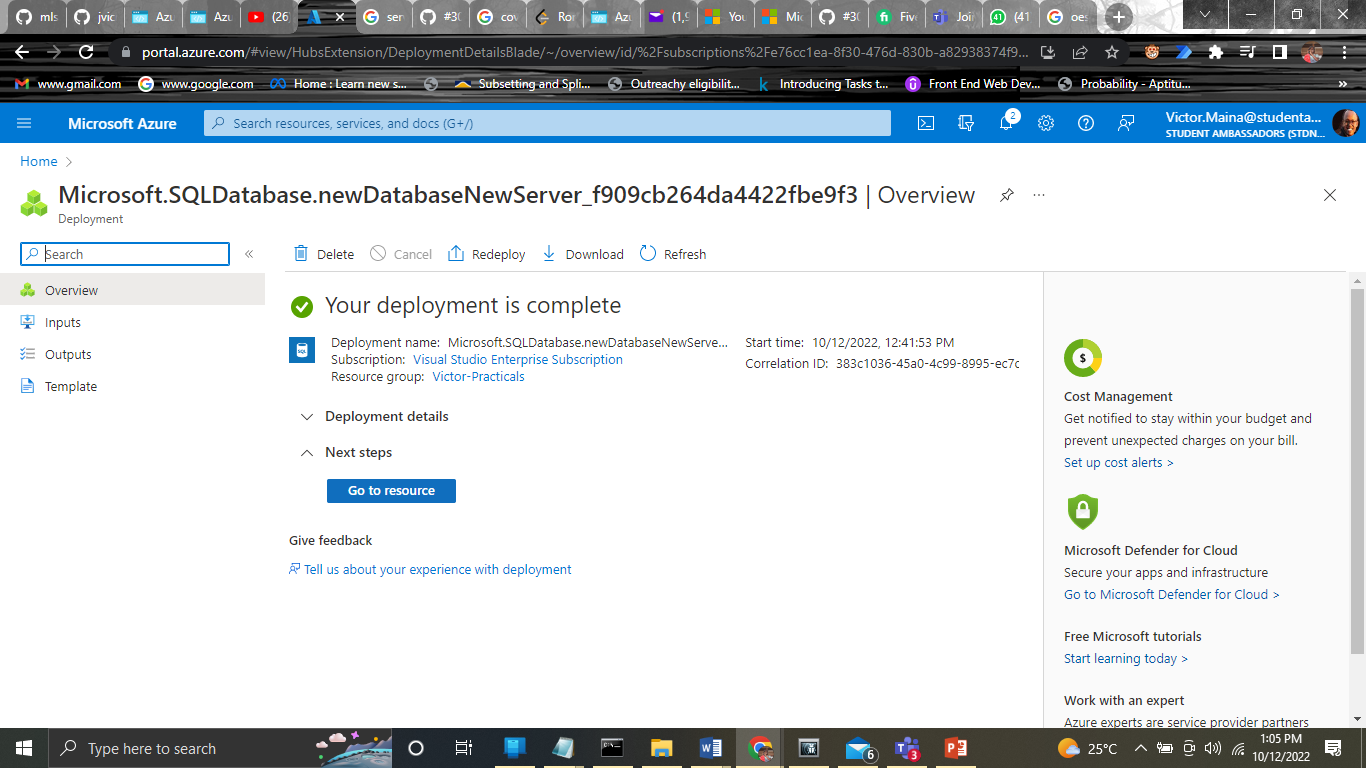 mls
jvic
Azu
Azu
(26
ser
#30
cov
Ro
Azu
(1,9
You
Mic
#30
Five
Joi
(41
oes
portal.azure.com/#view/HubsExtension/DeploymentDetailsBlade/~/overview/id/%2Fsubscriptions%2Fe76cc1ea-8f30-476d-830b-a82938374f9...
www.gmail.com
www.google.com
Home : Learn new s...
Subsetting and Spli...
Outreachy eligibilit...
Introducing Tasks t...
Front End Web Dev...
Probability - Aptitu...
»
Microsoft Azure
Search resources, services, and docs (G+/)
2
Victor.Maina@studenta...
STUDENT AMBASSADORS (STDN...
Home >
Microsoft.SQLDatabase.newDatabaseNewServer_f909cb264da4422fbe9f3 | Overview
...
Deployment
Search
«
Delete
Cancel
Redeploy
Download
Refresh
Overview
Inputs
Outputs
Template
Your deployment is complete
SQL
Deployment name: Microsoft.SQLDatabase.newDatabaseNewServe...
Subscription: Visual Studio Enterprise Subscription
Resource group: Victor-Practicals
Start time: 10/12/2022, 12:41:53 PM
Correlation ID: 383c1036-45a0-4c99-8995-ec7c
Deployment details
Next steps
Go to resource
Give feedback
Tell us about your experience with deployment
$
Cost Management
Get notified to stay within your budget and
prevent unexpected charges on your bill.
Set up cost alerts >
Microsoft Defender for Cloud
Secure your apps and infrastructure
Go to Microsoft Defender for Cloud >
Free Microsoft tutorials
Start learning today >
Work with an expert
Azure experts are service provider partners
Type here to search
6
3
25°C
1:05 PM
10/12/2022